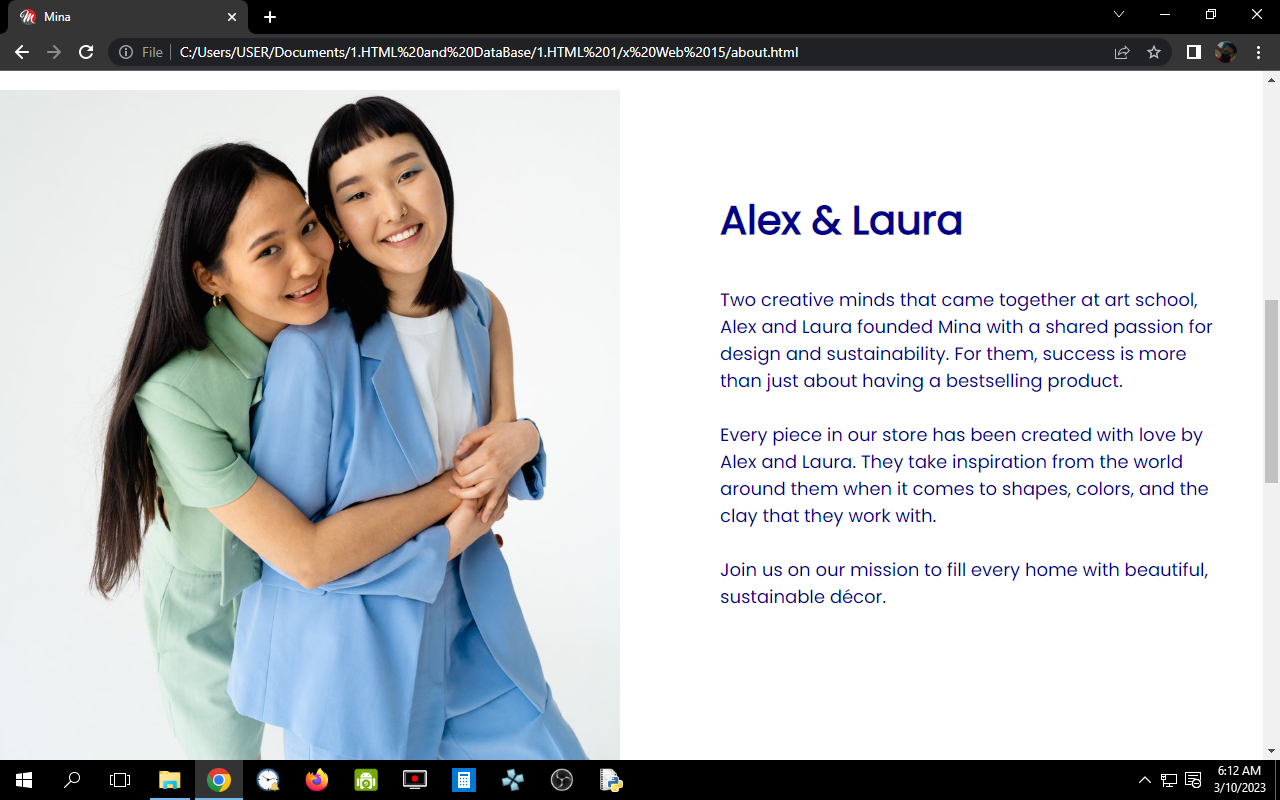 Mina
File
C:/Users/USER/Documents/1.HTML%20and%20DataBase/1.HTML%201/x%20Web%2015/about.html
Alex & Laura
Two creative minds that came together at art school,
Alex and Laura founded Mina with a shared passion for
design and sustainability. For them, success is more
than just about having a bestselling product.
Every piece in our store has been created with love by
Alex and Laura. They take inspiration from the world
around them when it comes to shapes, colors, and the
clay that they work with.
Join us on our mission to fill every home with beautiful,
sustainable décor.
6:12 AM
3/10/2023